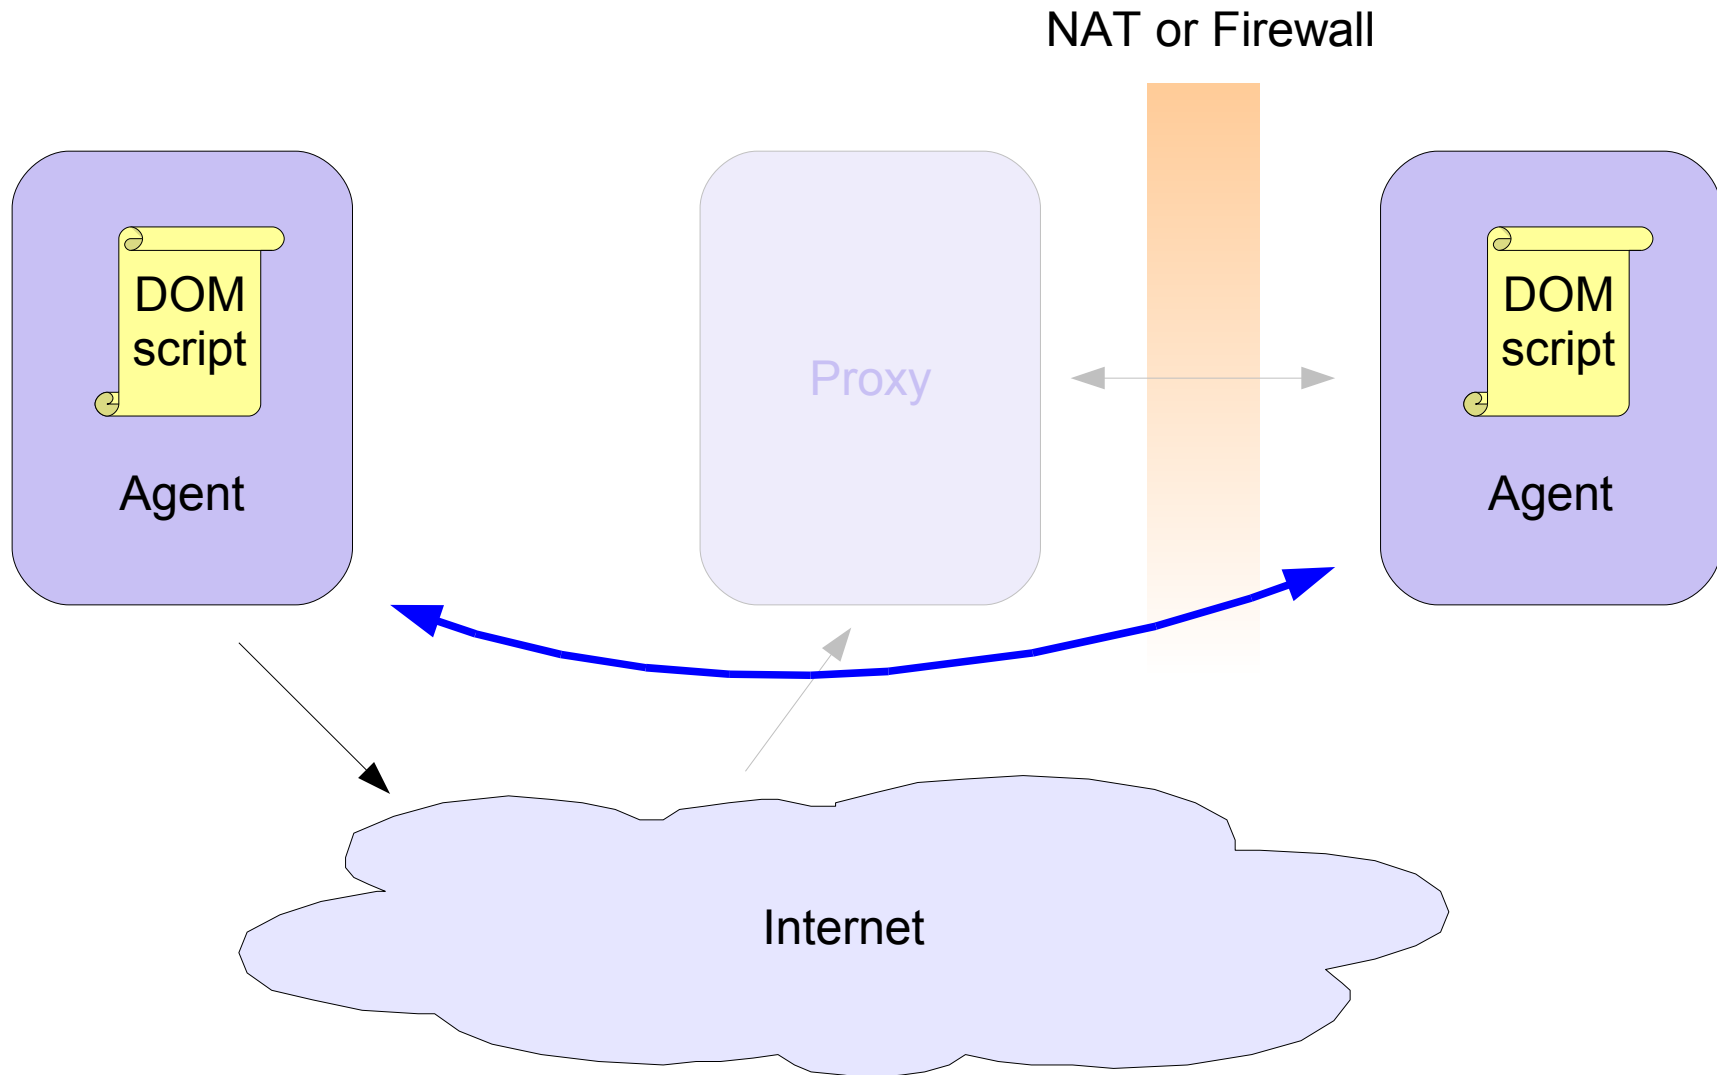 NAT or Firewall
DOM
script
Agent
Proxy
DOM
script
Agent
Internet